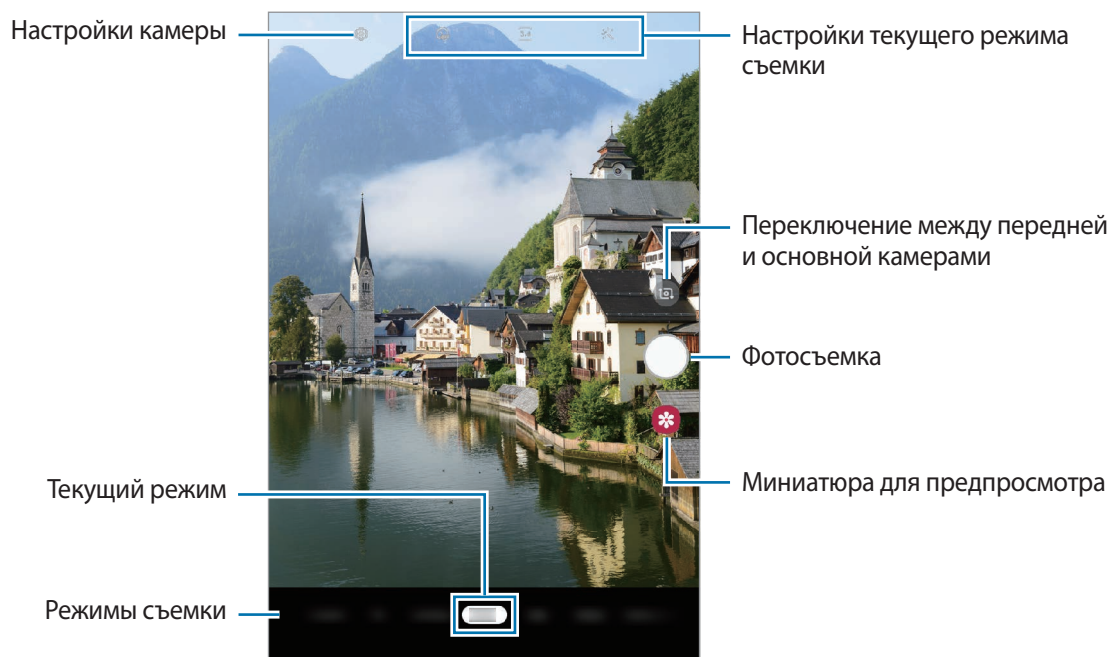 Настройки камеры
Настройки текущего режима
съемки
Переключение между передней
и основной камерами
Фотосъемка
Миниатюра для предпросмотра
Текущий режим
Режимы съемки